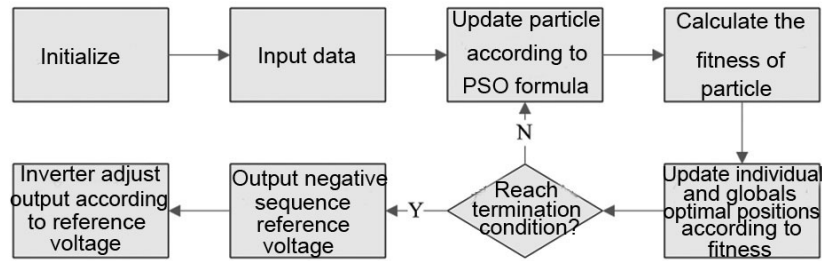 Initialize
Input data
Update particle
according to
PSO formula
Calculate the
fitness of
particle
N
Inverter adjust
output according
to reference
voltage
Output negative
sequence
reference
voltage
Y
Reach
termination
condition?
Update individual
and globals
optimal positions
according to
fitness